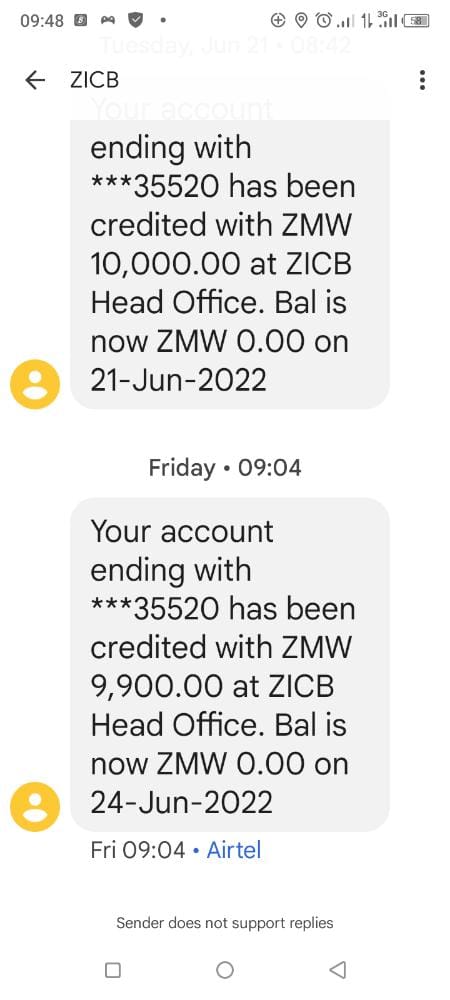 09:48
3G
58
Tuesday, Jun 21 • 08:42
ZICB
Your account
ending with
***35520 has been
credited with ZMW
10,000.00 at ZICB
Head Office. Bal is
now ZMW 0.00 on
21-Jun-2022
Friday • 09:04
Your account
ending with
***35520 has been
credited with ZMW
9,900.00 at ZICB
Head Office. Bal is
now ZMW 0.00 on
24-Jun-2022
Fri 09:04 • Airtel
Sender does not support replies